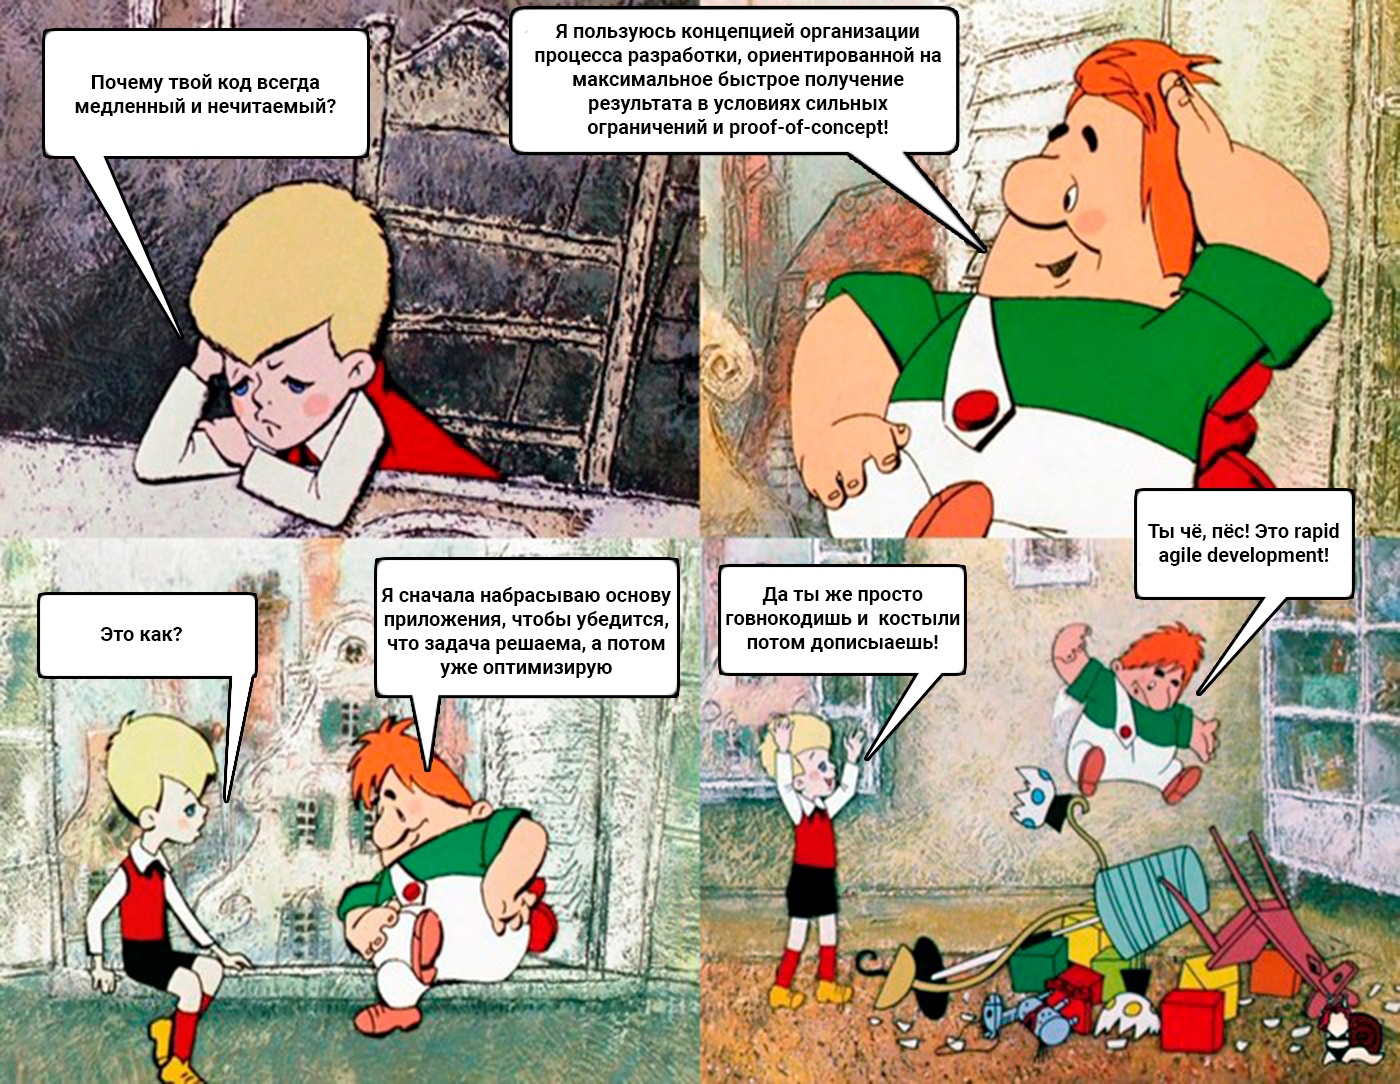 Почему твой код всегда
медленный и нечитаемый?
Я пользуюсь концепцией организации
процесса разработки, ориентированной на
максимальное быстрое получение
результата в условиях сильных
ограничений и proof-of-concept!
Это как?
Я сначала набрасываю основу
приложения, чтобы убедится,
что задача решаема, а потом
уже оптимизирую
Да ты же просто
говнокодишь и костыли
потом дописыаешь!
Ты чё, пёс! Это rapid
agile development!